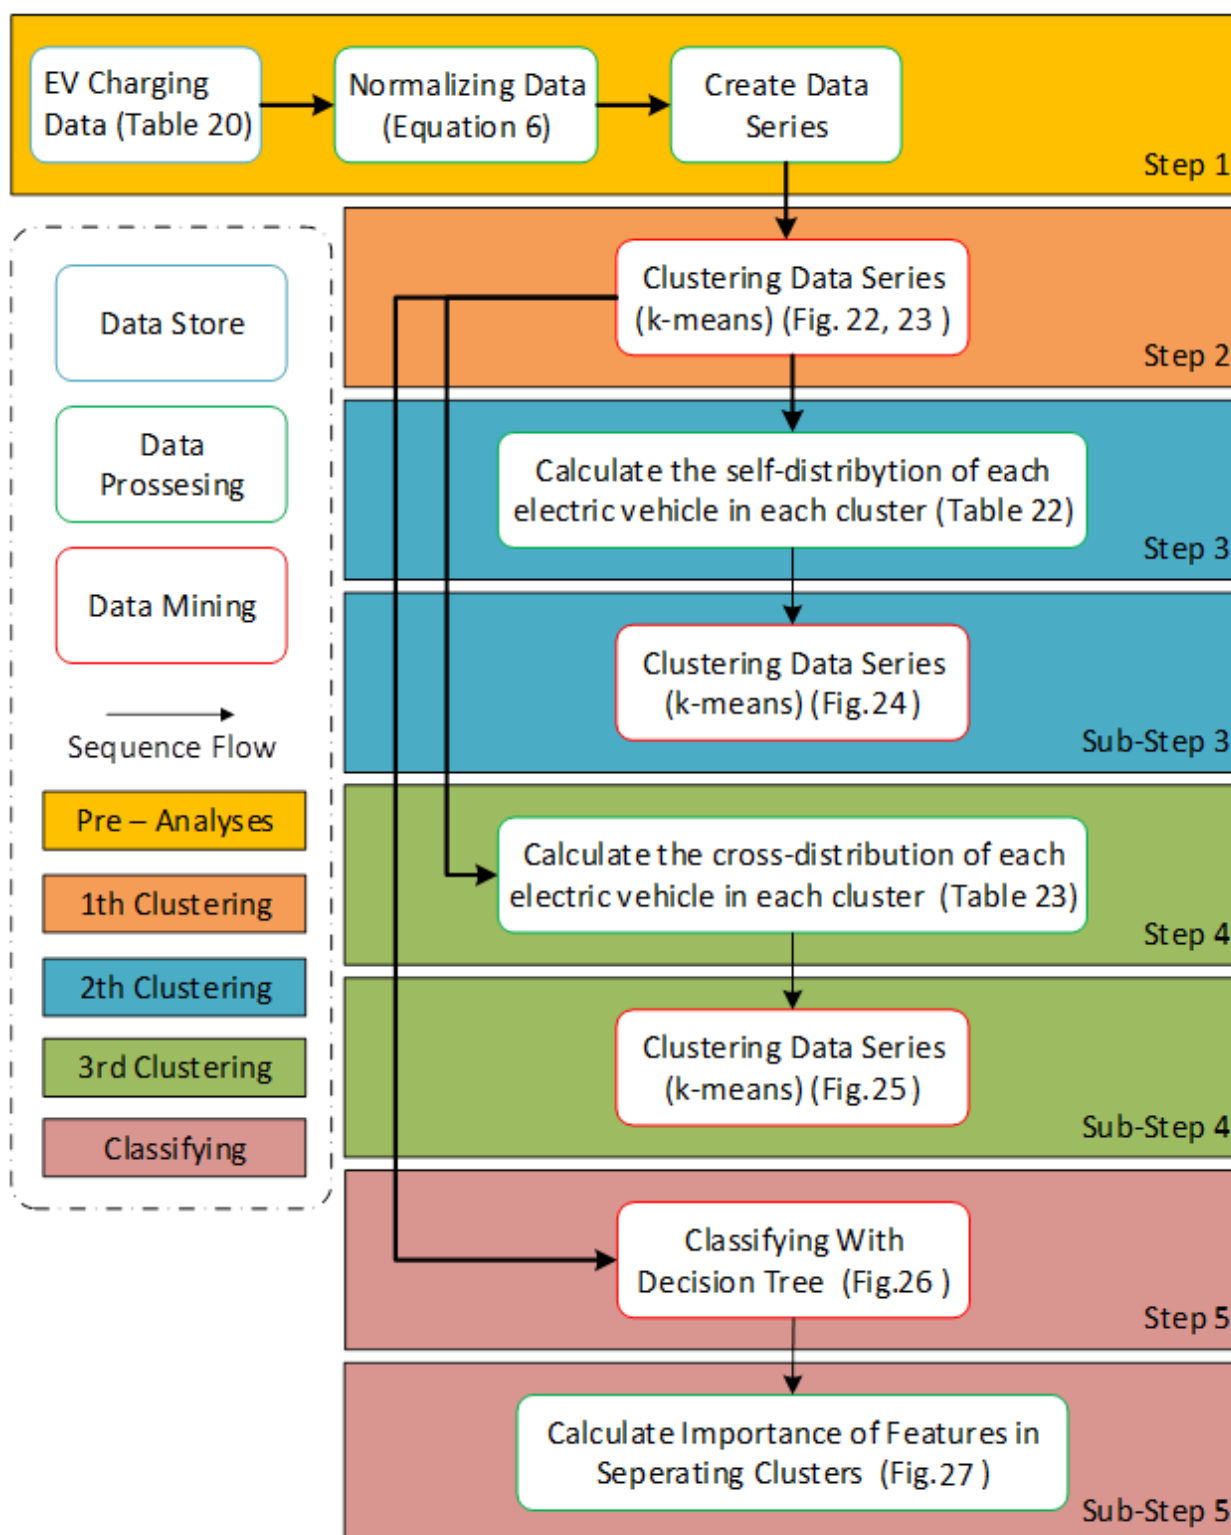 EV Charging
Data (Table 20)
Normalizing Data
(Equation 6)
Create Data
Series
Step 1
Clustering Data Series
(k-means) (Fig. 22, 23 )
Step 2
Calculate the self-distribytion of each
electric vehicle in each cluster (Table 22)
Step 3
Clustering Data Series
(k-means) (Fig.24 )
Sub-Step 3
Calculate the cross-distribution of each
electric vehicle in each cluster (Table 23)
Step 4
Clustering Data Series
(k-means) (Fig.25 )
Sub-Step 4
Classifying With
Decision Tree (Fig.26 )
Step 5
Calculate Importance of Features in
Seperating Clusters (Fig.27 )
Sub-Step 5
Data Store
Data
Prossesing
Data Mining
Sequence Flow
Pre – Analyses
1th Clustering
2th Clustering
3rd Clustering
Classifying